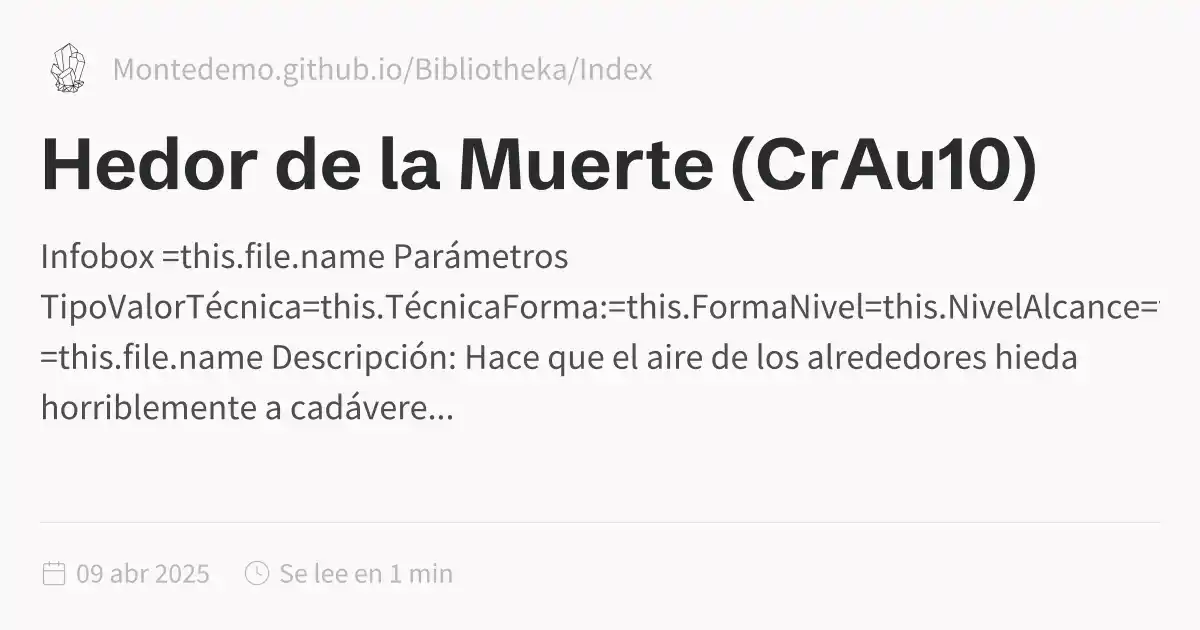 Montedemo.github.io/Bibliotheka/Index
Hedor de la Muerte (CrAu10)
Infobox =this.file.name Parámetros
TipoValorTécnica=this.TécnicaForma:=this.FormaNivel=this.NivelAlcance=
=this.file.name Descripción: Hace que el aire de los alrededores hieda
horriblemente a cadávere...
09 abr 2025 Se lee en 1 min